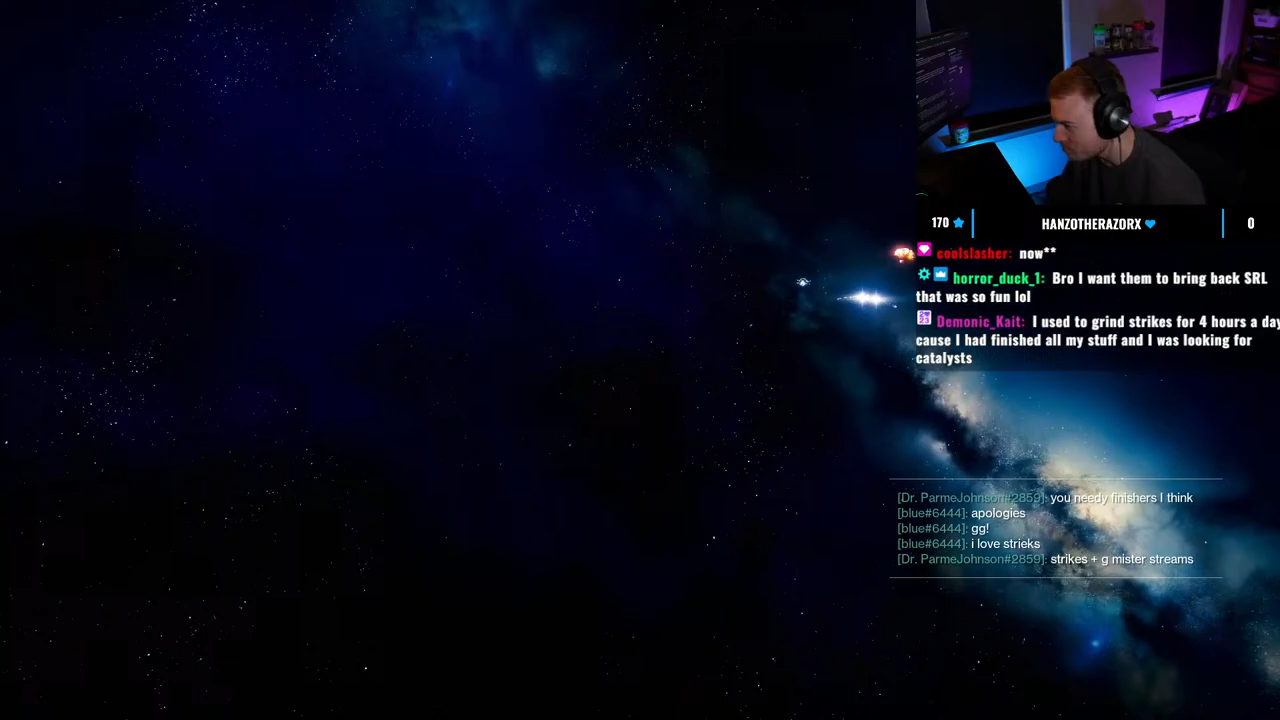 170
HANZOTHERAZORX
0
coolslasher: now**
horror_duck_1: Bro I want them to bring back SRL
that was so fun lol
Demonic_Kait: I used to grind strikes for 4 hours a day
cause I had finished all my stuff and I was looking for
catalysts
[Dr. ParmeJohnson#2859]: you needy finishers I think
[blue#6444]: apologies
[blue#6444]: gg!
[blue#6444]: i love strieks
[Dr. ParmeJohnson#2859]: strikes + g mister streams